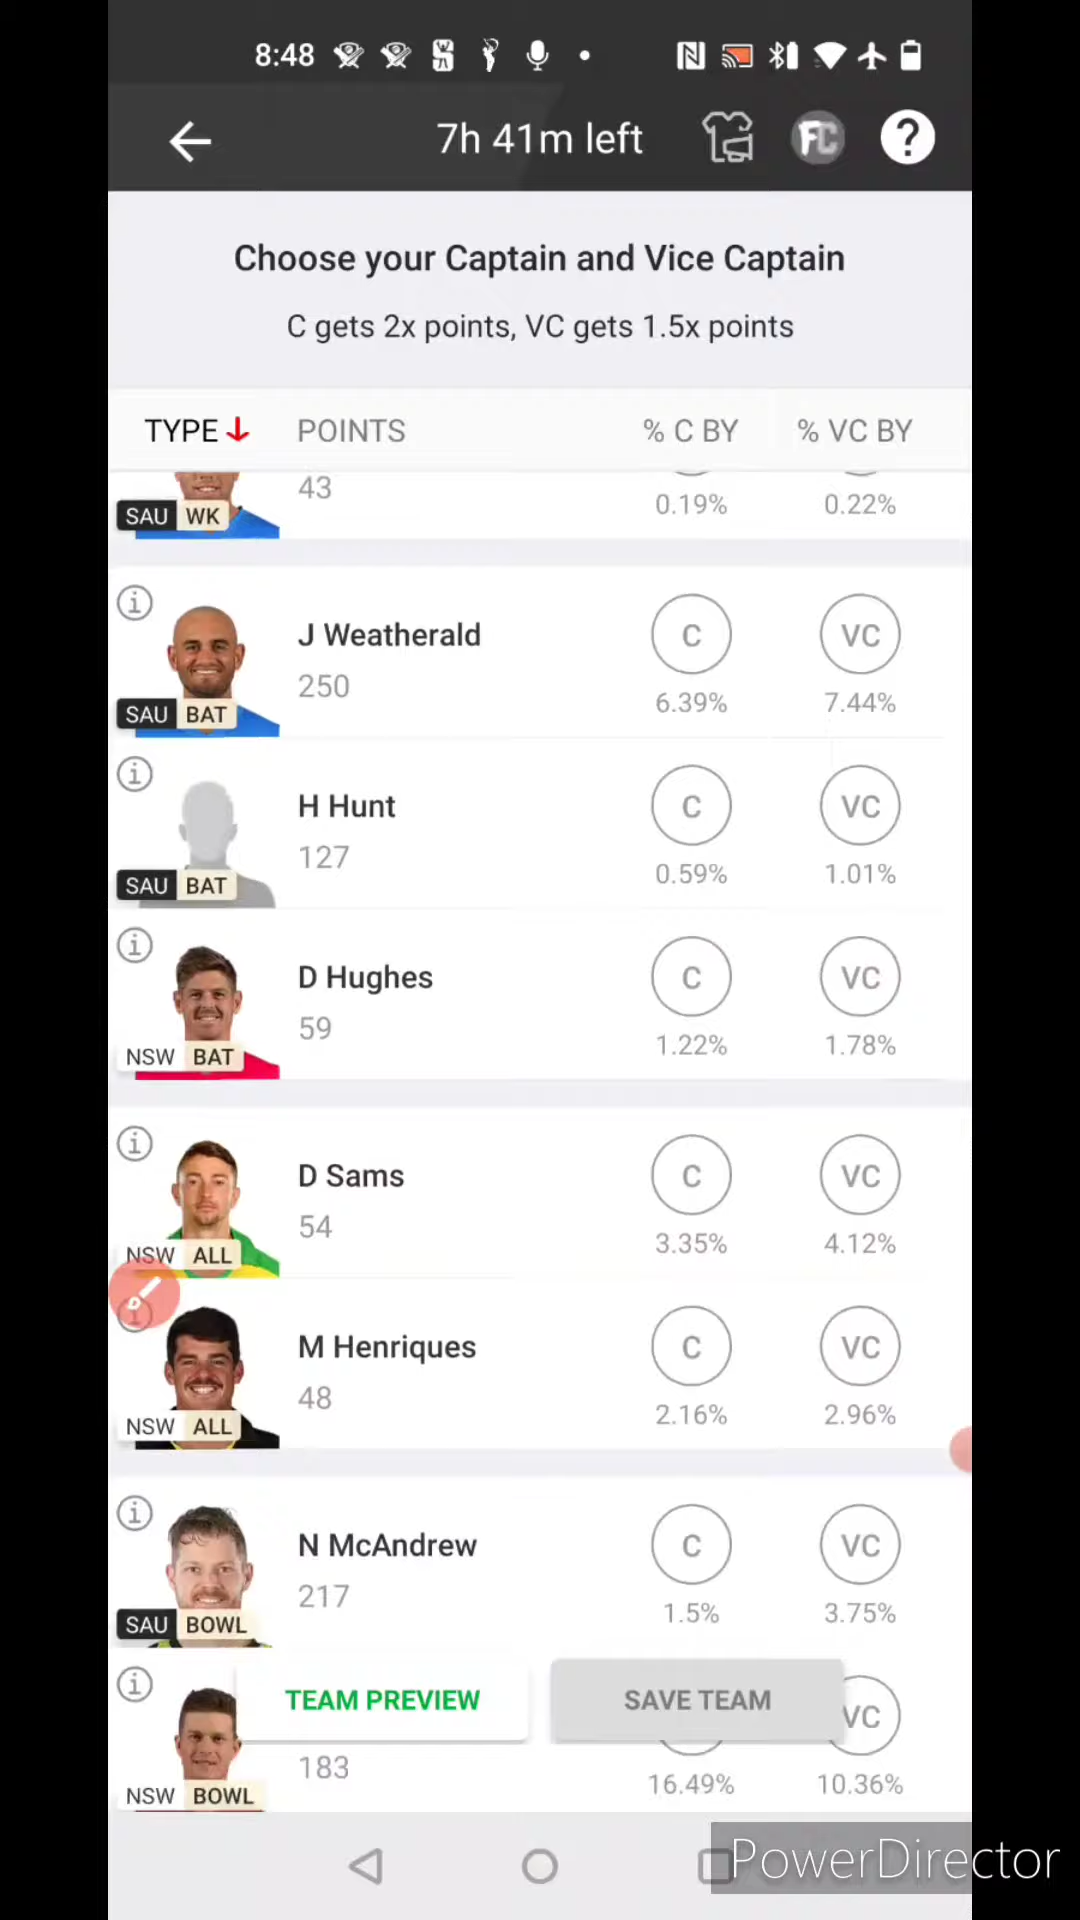 8:48
7h 41m left
FC
?
Choose your Captain and Vice Captain
C gets 2x points, VC gets 1.5x points
TYPE POINTS % C BY % VC BY
43
SAU WK 0.19% 0.22%
J Weatherald C VC
250
SAU BAT 6.39% 7.44%
H Hunt C VC
127
SAU BAT 0.59% 1.01%
D Hughes C VC
59
NSW BAT 1.22% 1.78%
D Sams C VC
54
NSW ALL 3.35% 4.12%
M Henriques C VC
48
NSW ALL 2.16% 2.96%
N McAndrew C VC
217
SAU BOWL 1.5% 3.75%
TEAM PREVIEW SAVE TEAM VC
183
NSW BOWL 16.49% 10.36%
PowerDirector